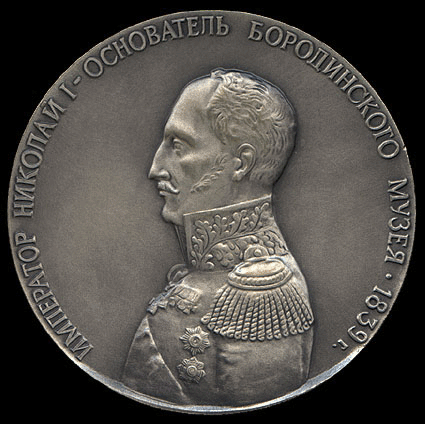 ИМПЕРАТОР НИКОЛАЙ I - ОСНОВАТЕЛЬ БОРОДИНСКОГО МУЗЕЯ · 1839 г.